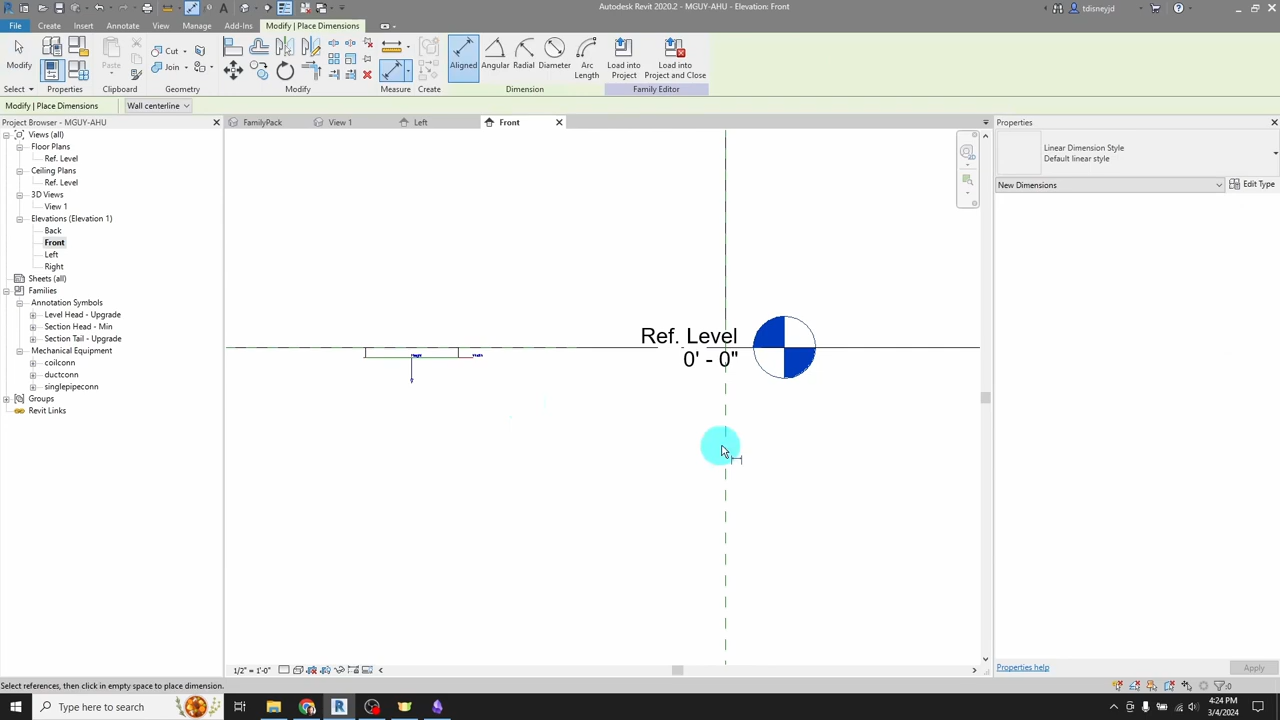 Autodesk Revit 2020.2 - MGUY-AHU - Elevation: Front
tdisneyjd
File
Create
Insert
Annotate
View
Manage
Add-Ins
Modify | Place Dimensions
Modify
Paste
Cut
Join
Aligned
Angular
Radial
Diameter
Arc
Length
Load into
Project
Load into
Project and Close
Select
Properties
Clipboard
Geometry
Modify
Measure
Create
Dimension
Family Editor
Modify | Place Dimensions
Wall centerline
Project Browser - MGUY-AHU
FamilyPack
View 1
Left
Front
Properties
Views (all)
Floor Plans
Ref. Level
Ceiling Plans
Ref. Level
3D Views
View 1
Elevations (Elevation 1)
Back
Front
Left
Right
Sheets (all)
Families
Annotation Symbols
Level Head - Upgrade
Section Head - Min
Section Tail - Upgrade
Mechanical Equipment
coilconn
ductconn
singlepipeconn
Groups
Revit Links
Linear Dimension Style
Default linear style
New Dimensions
Edit Type
Ref. Level
0' - 0"
1/2" = 1'-0"
Properties help
Apply
Select references, then click in empty space to place dimension.
:0
Type here to search
4:24 PM
3/4/2024